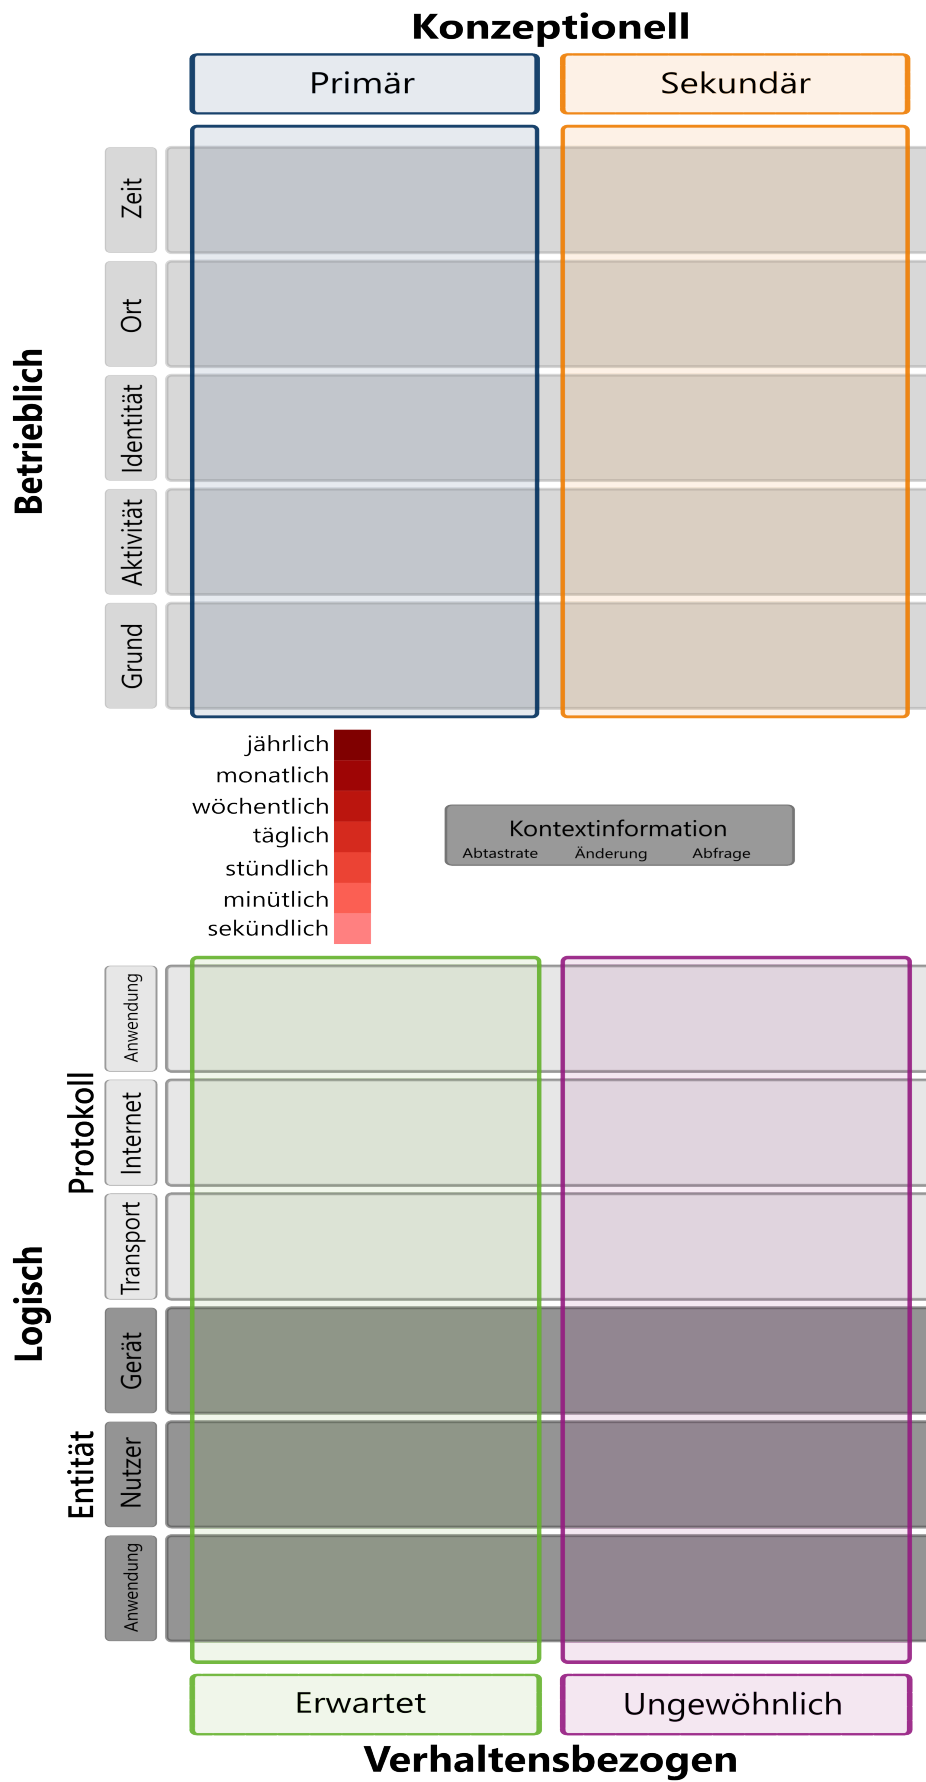 Konzeptionell
Primär
Sekundär
Betrieblich
Zeit
Ort
Identität
Aktivität
Grund
jährlich
monatlich
wöchentlich
täglich
stündlich
minütlich
sekündlich
Kontextinformation
Abtastrate Änderung Abfrage
Logisch
Protokoll
Anwendung
Internet
Transport
Entität
Gerät
Nutzer
Anwendung
Erwartet
Ungewöhnlich
Verhaltensbezogen